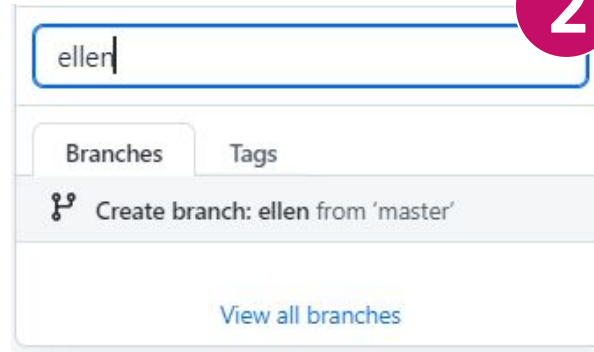 2
ellen
Branches Tags
Create branch: ellen from ‘master’
View all branches